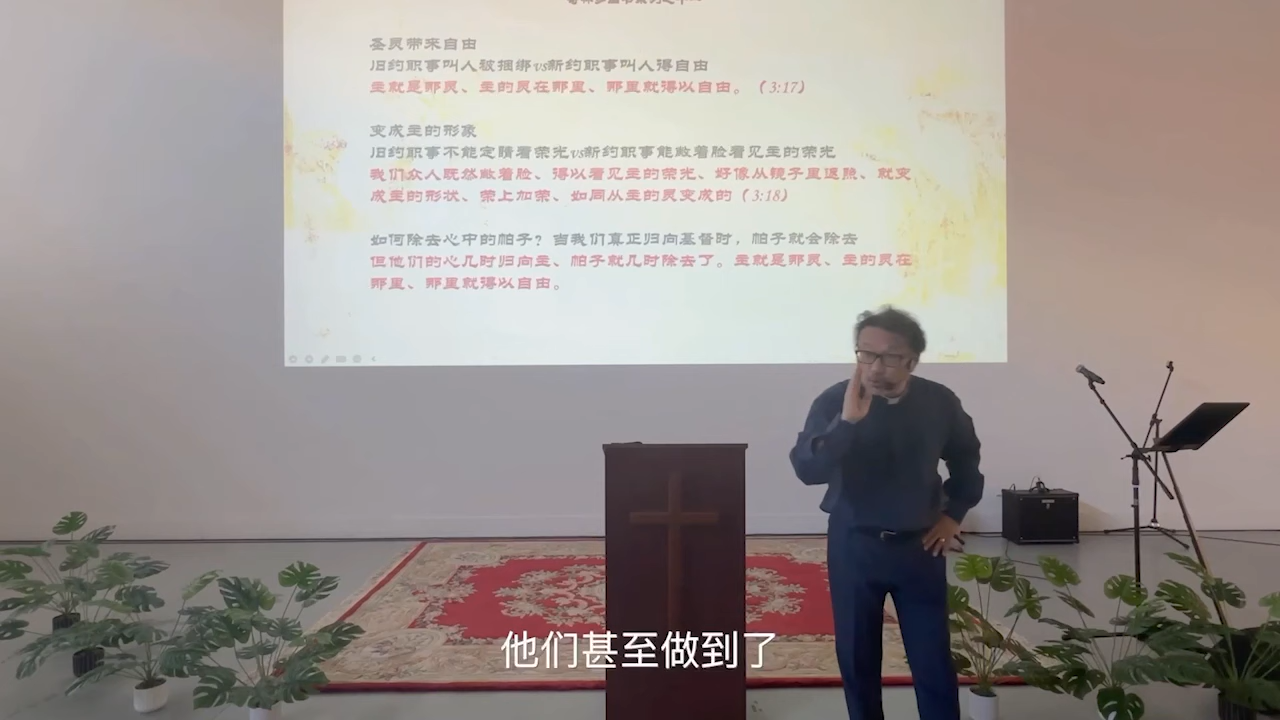 圣灵带来自由
旧约职事叫人被捆绑vs新约职事叫人得自由
主就是那灵、主的灵在那里、那里就得以自由。（3:17）
变成主的形象
旧约职事不能定睛看荣光vs新约职事能敞着脸看见主的荣光
我们众人既然敞着脸、得以看见主的荣光、好像从镜子里返照、就变
成主的形状、荣上加荣、如同从主的灵变成的（3:18）
如何除去心中的帕子？当我们真正归向基督时，帕子就会除去
但他们的心几时归向主、帕子就几时除去了。主就是那灵、主的灵在
那里、那里就得以自由。
他们甚至做到了